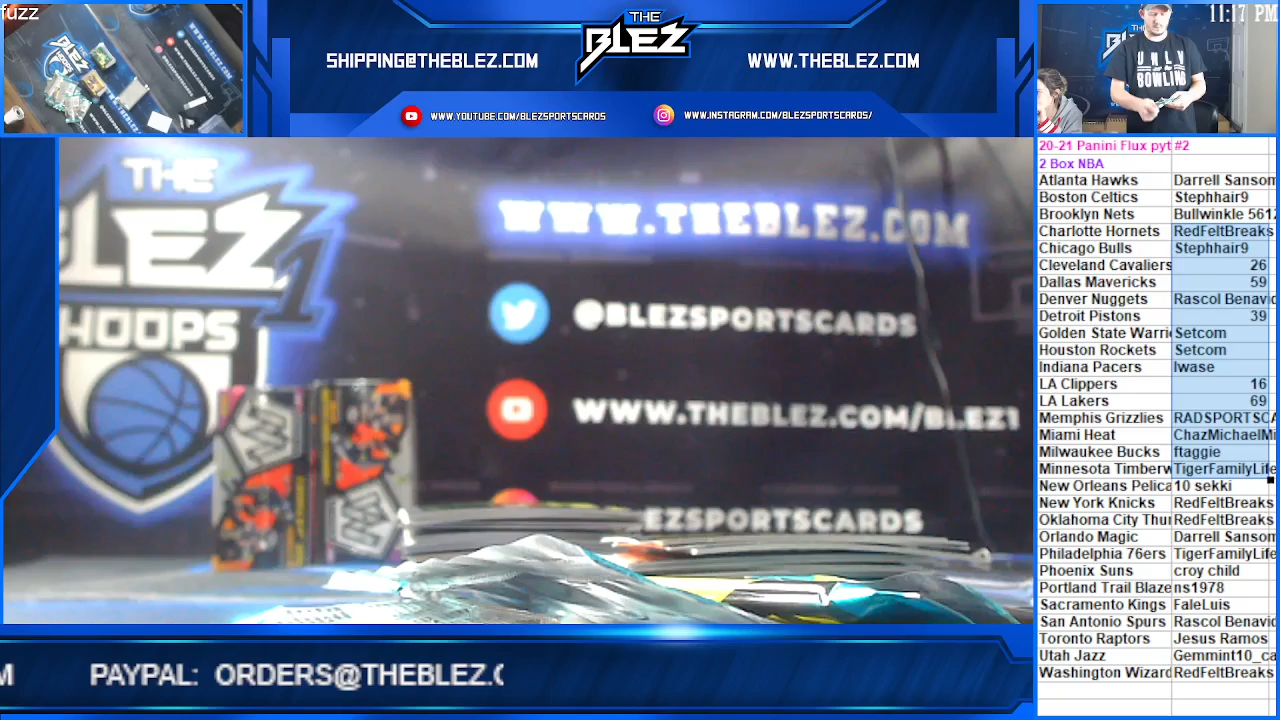 fuzz
SHIPPING@THEBLEZ.COM
THE
BLEZ
WWW.THEBLEZ.COM
WWW.YOUTUBE.COM/BLEZSPORTSCARDS
WWW.INSTAGRAM.COM/BLEZSPORTSCARDS/
11:17 PM
UNLV
BOWLING
THE
BLEZ
1
HOOPS
WWW.THEBLEZ.COM
@BLEZSPORTSCARDS
WWW.THEBLEZ.COM/BLEZ1
EZSPORTSCARDS
M PAYPAL: ORDERS@THEBLEZ.C
20-21 Panini Flux pyt #2
2 Box NBA
Atlanta Hawks Darrell Sansom
Boston Celtics Stephhair9
Brooklyn Nets Bullwinkle 5612
Charlotte Hornets RedFeltBreaks
Chicago Bulls Stephhair9
Cleveland Cavaliers 26
Dallas Mavericks 59
Denver Nuggets Rascol Benavid
Detroit Pistons 39
Golden State Warri Setcom
Houston Rockets Setcom
Indiana Pacers Iwase
LA Clippers 16
LA Lakers 69
Memphis Grizzlies RADSPORTSCA
Miami Heat ChazMichaelMi
Milwaukee Bucks ftaggie
Minnesota Timberw TigerFamilyLife
New Orleans Pelica 10 sekki
New York Knicks RedFeltBreaks
Oklahoma City Thu RedFeltBreaks
Orlando Magic Darrell Sansom
Philadelphia 76ers TigerFamilyLife
Phoenix Suns croy child
Portland Trail Blaze ns1978
Sacramento Kings FaleLuis
San Antonio Spurs Rascol Benavid
Toronto Raptors Jesus Ramos
Utah Jazz Gemmint10_ca
Washington Wizard RedFeltBreaks